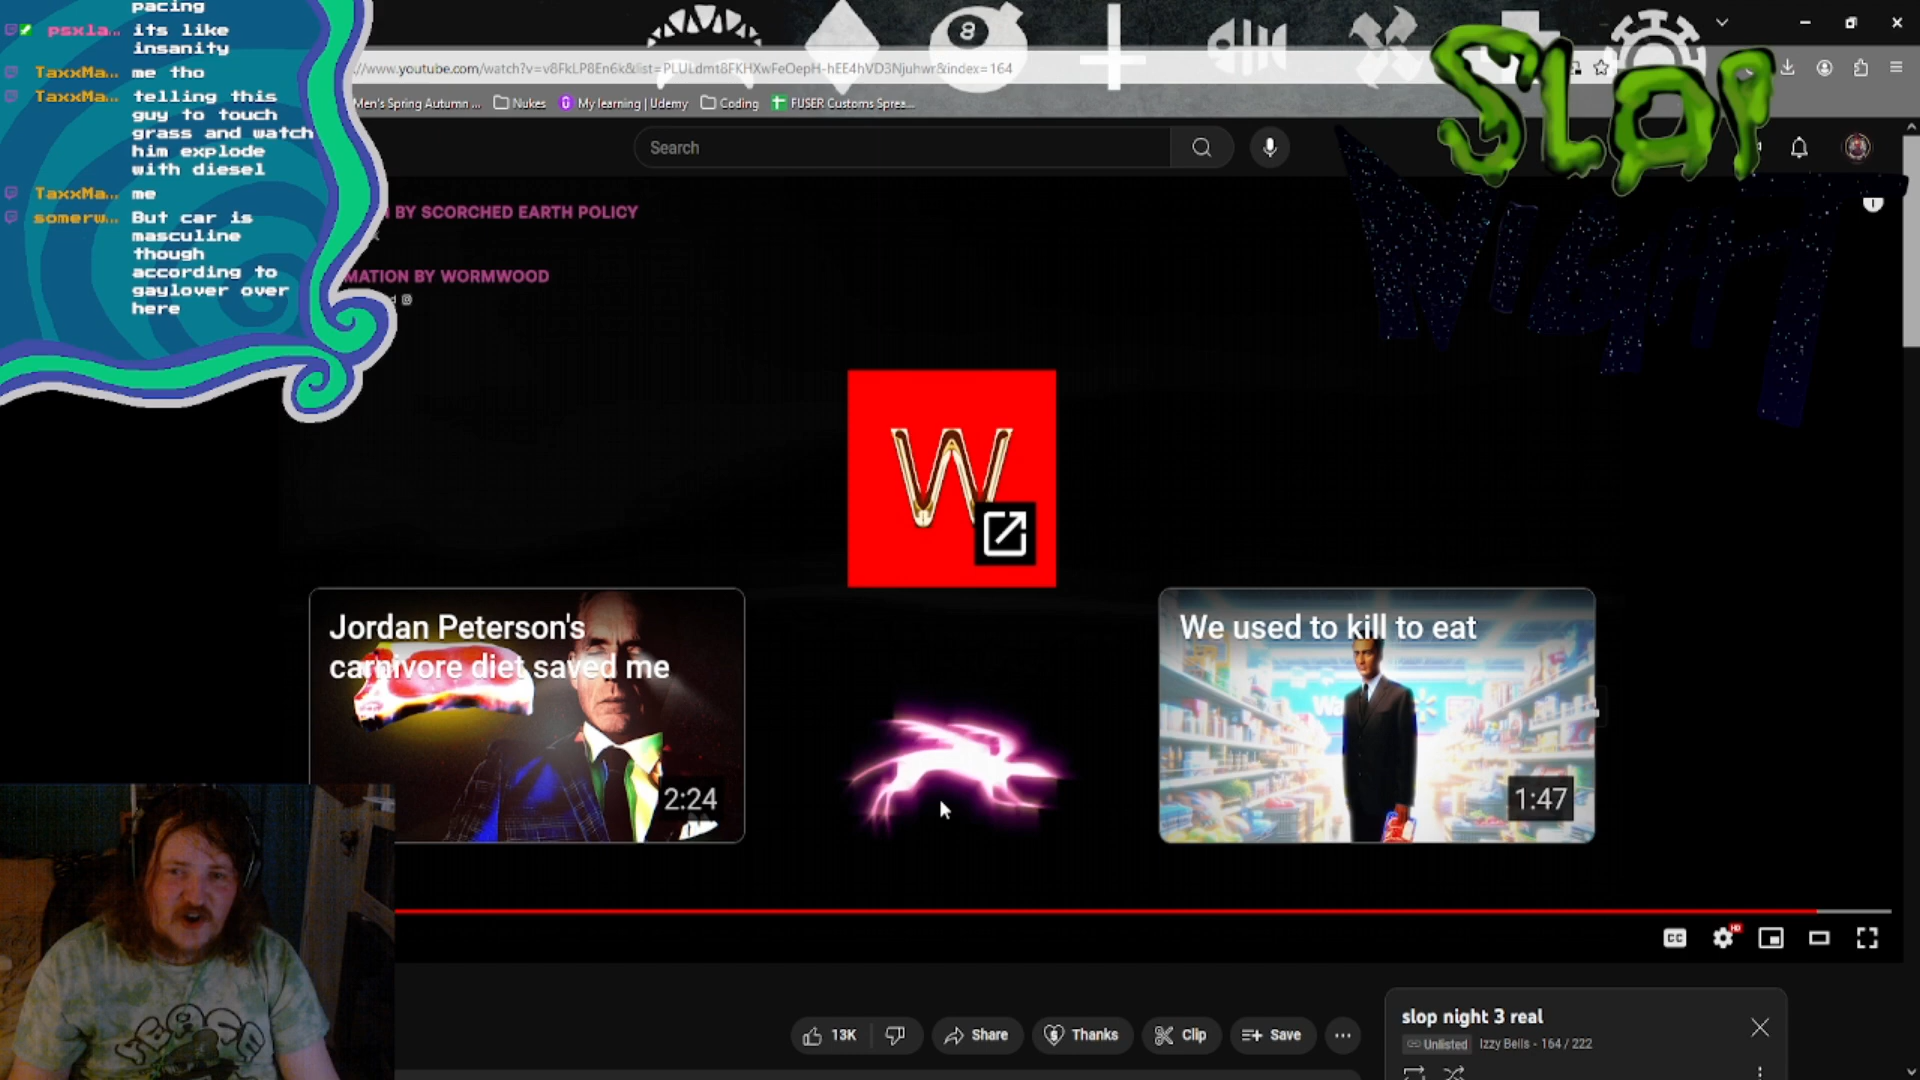 pacing
psxla... its like
insanity
TaxxMa... me tho
TaxxMa... telling this
guy to touch
grass and watch
him explode
with diesel
TaxxMa... me
somerw... But car is
masculine
though
according to
gaylover over
here
//www.youtube.com/watch?v=v8FkLP8En6k&list=PLULdmt8FKHXwFeOepH-hEE4hVD3Njuhwr&index=164
Men's Spring Autumn ...
Nukes
My learning | Udemy
Coding
FUSER Customs Sprea...
8
SLOP
NIGHT
Search
BY SCORCHED EARTH POLICY
MATION BY WORMWOOD
W
Jordan Peterson's
carnivore diet saved me
2:24
We used to kill to eat
1:47
CC
HD
13K
Share
Thanks
Clip
Save
slop night 3 real
Unlisted
Izzy Bells - 164 / 222